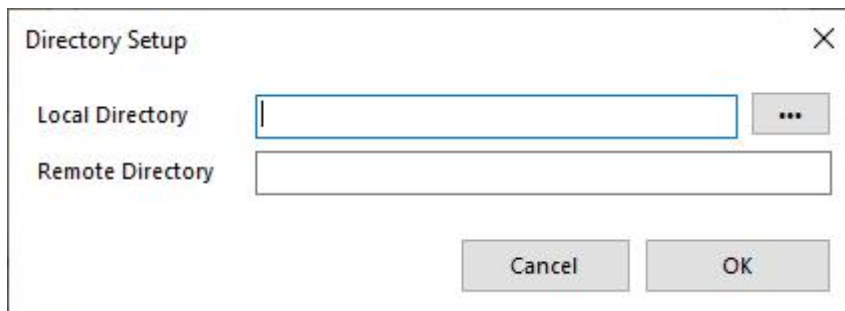 Directory Setup
Local Directory
...
Remote Directory
Cancel OK